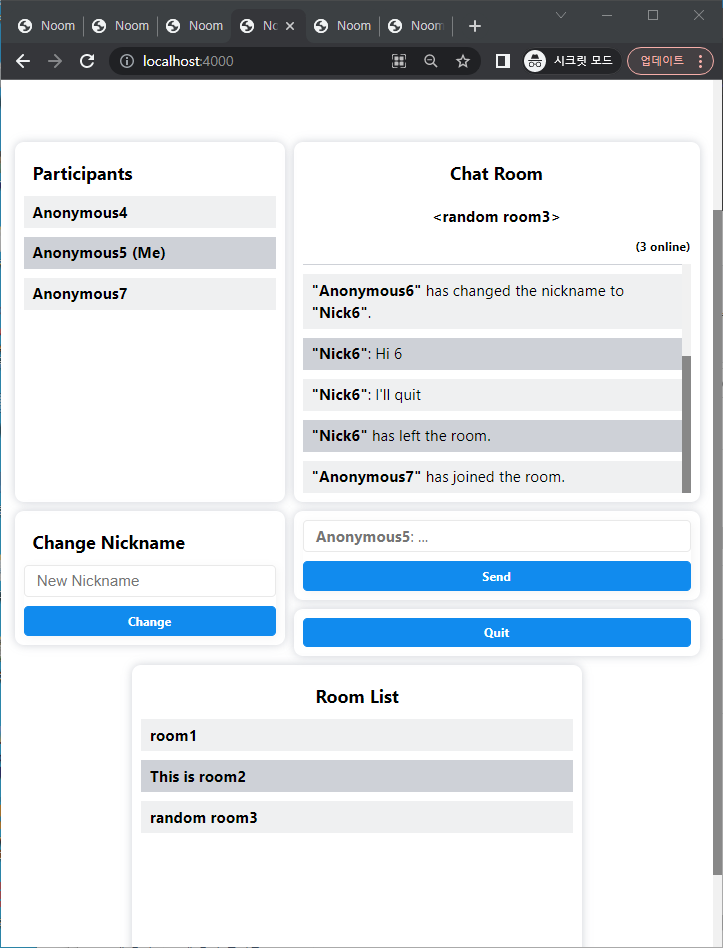 Noom
Noom
Noom
No
Noom
Noom
localhost:4000
시크릿 모드
업데이트
Participants
Anonymous4
Anonymous5 (Me)
Anonymous7
Chat Room
<random room3>
(3 online)
"Anonymous6" has changed the nickname to
"Nick6".
"Nick6": Hi 6
"Nick6": I'll quit
"Nick6" has left the room.
"Anonymous7" has joined the room.
Change Nickname
New Nickname
Change
Anonymous5: ...
Send
Quit
Room List
room1
This is room2
random room3